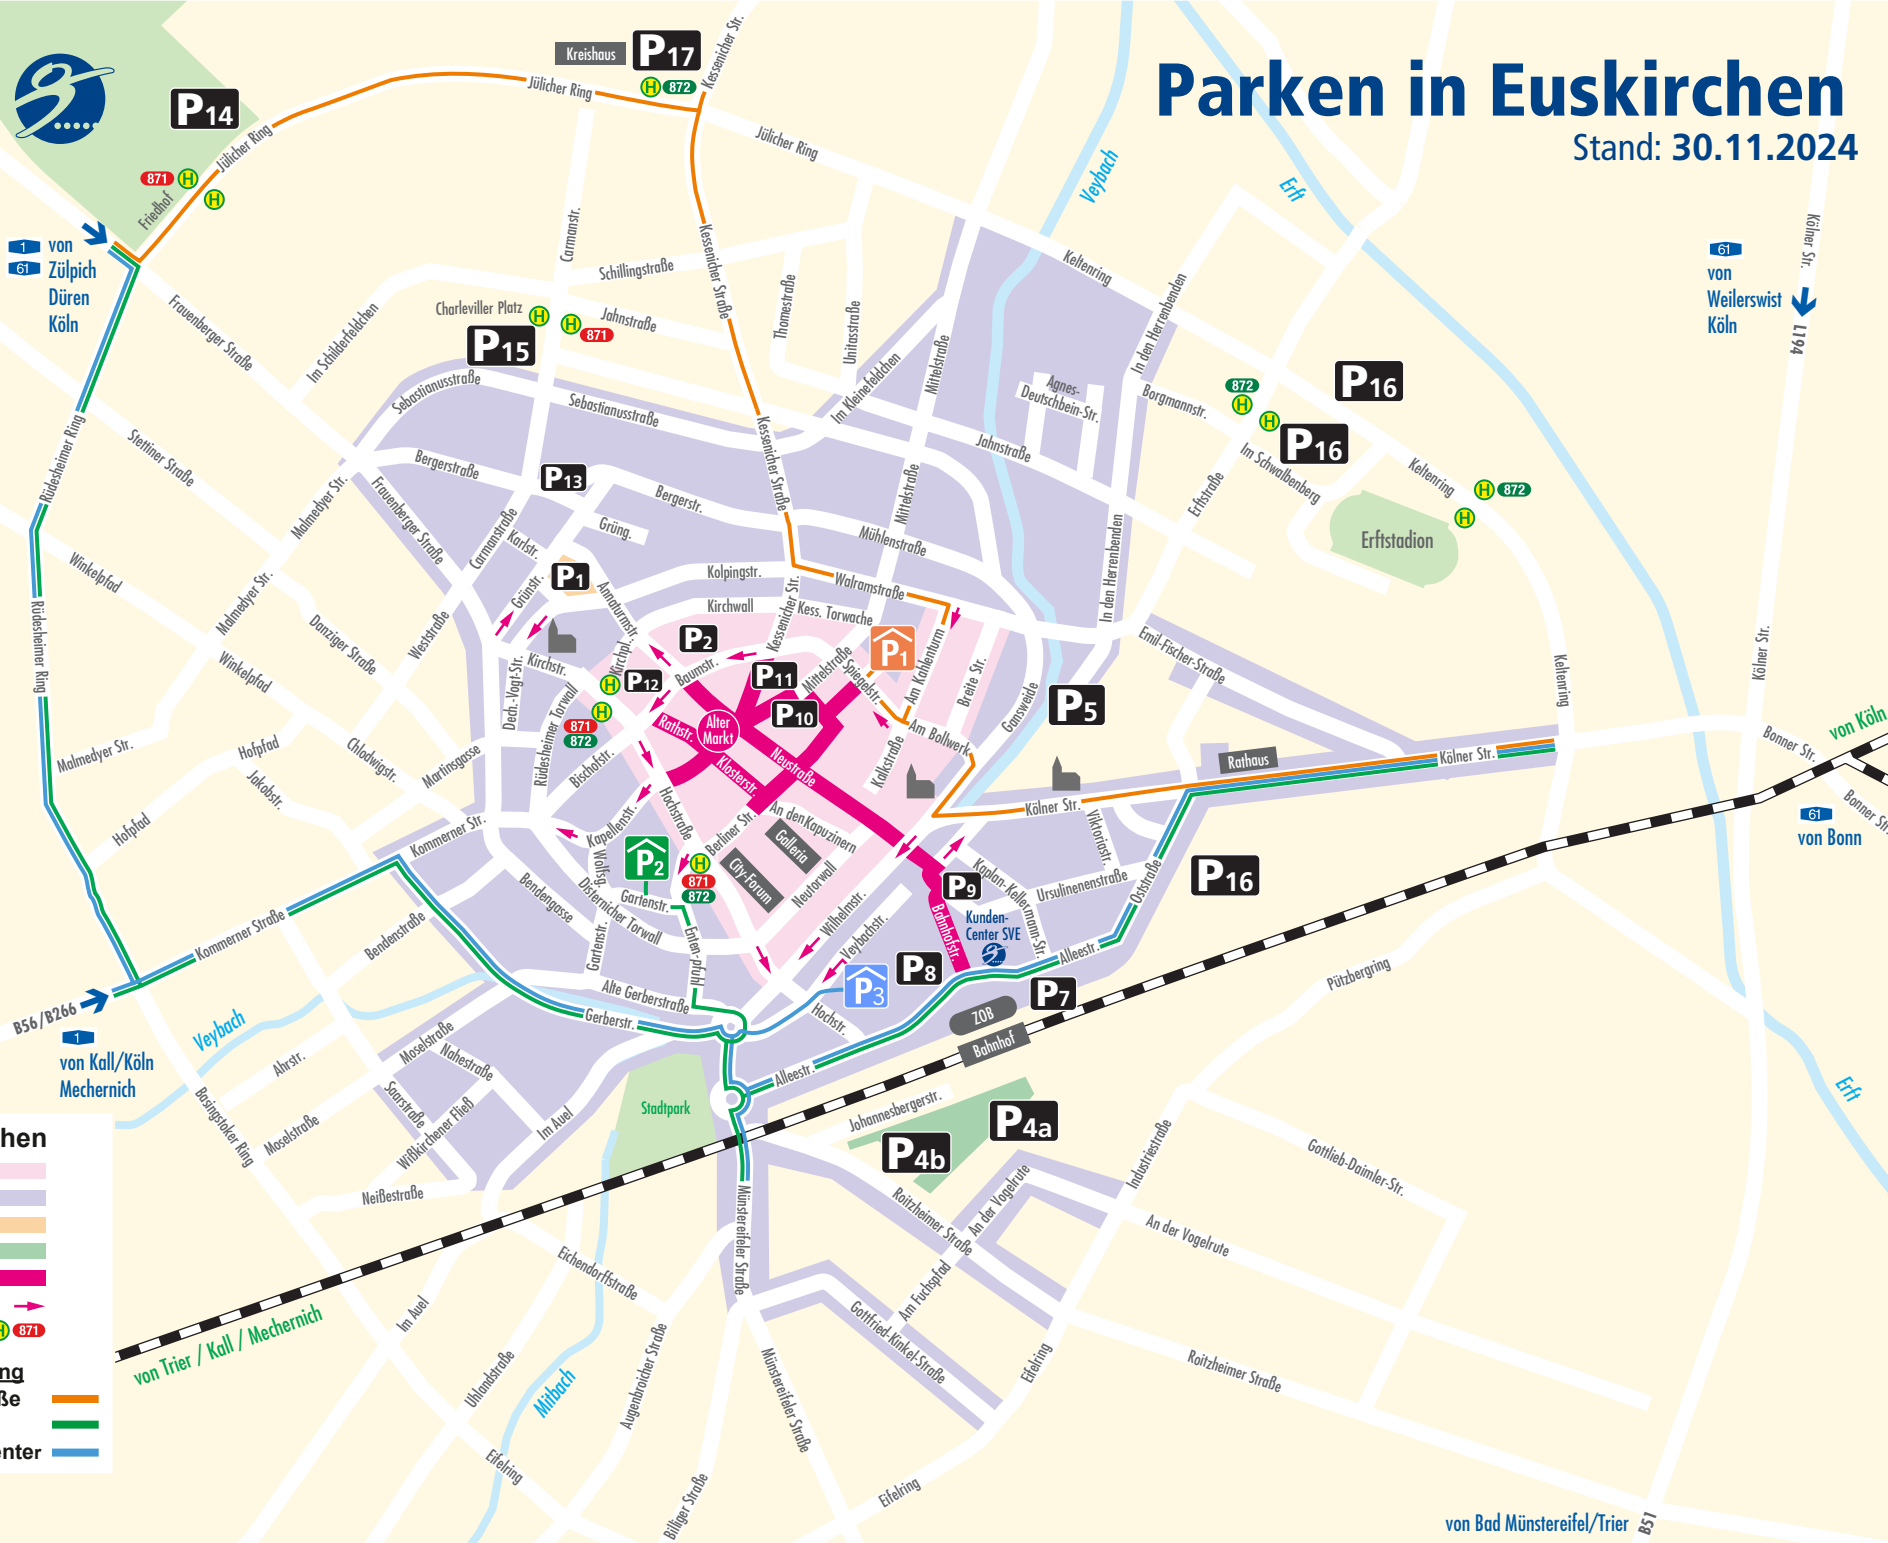 Parken in Euskirchen
Stand: 30.11.2024
Kreishaus
P17
H 872
Kessenicher Str.
Jülicher Ring
P14
Jülicher Ring
Jülicher Ring
871 H
H
Friedhof
1 von
61 Zülpich
Düren
Köln
Veybach
Erft
61
von
Weilerswist
Köln
Kölner Str.
L194
Carmanstr.
Schillingstraße
Kessenicher Straße
Keltenring
Charleviller Platz H
H 871
Jahnstraße
P15
Thomestraße
Unitasstraße
In den Herrenbenden
Frauenberger Straße
Im Schilderfeldchen
Sebastianusstraße
Sebastianusstraße
Im Kleinefeldchen
Mittelstraße
Agnes-
Deutschbein-Str.
Borgmannstr.
872
H
H
P16
P16
Rüdesheimer Ring
Stettiner Straße
Malmedyer Str.
Bergerstraße
Frauenberger Straße
P13
Bergerstr.
Kessenicher Straße
Mittelstraße
Jahnstraße
Im Schwalbenberg
Keltenring
H 872
H
Erftstraße
Erftstadion
Grüng.
Carmanstraße
Karlstr.
Mühlenstraße
In den Herrenbenden
Winkelpfad
Malmedyer Str.
Grünstr.
P1
Annaturmstr.
Kolpingstr.
Walramstraße
Kirchwall
Kess. Torwache
Kessenicher Str.
Rüdesheimer Ring
Danziger Straße
Weststraße
Winkelpfad
Kirchstr.
Kirchpl.
P2
Baumstr.
P11
Mittelstraße
Spiegelstr.
P1
Am Kahlenturm
Breite Str.
Emil-Fischer-Straße
Keltenring
Kölner Str.
H
P12
H
871
872
Dech.-Vogt-Str.
Rüdesheimer Torwall
Rathstr.
Alter
Markt
P10
Am Bollwerk
Gansweide
P5
Malmedyer Str.
Hofpfad
Chlodwigstr.
Martinsgasse
Bischofstr.
Klosterstr.
Neustraße
Kalkstraße
Rathaus
Kölner Str.
Bonner Str.
von Köln
Jakobstr.
Hofpfad
Kommerner Str.
Kapellenstr.
Hochstraße
Berliner Str.
An den Kapuzinern
Galleria
Kölner Str.
Viktoriastr.
Bonner Str.
61
von Bonn
Wolfsg.
P2
H
871
872
City-Forum
Neutorwall
Kaplan-Kellermann-Str.
P9
Ursulinenenstraße
Oststraße
P16
Bendengasse
Disternicher Torwall
Gartenstr.
Gartenstr.
Wilhelmstr.
Veybachstr.
Bahnhofstr.
Kunden-
Center SVE
Kommerner Straße
Bendenstraße
Enten-pfuhl
Alleestr.
P8
P3
P7
Pützbergring
Alte Gerberstraße
Gerberstr.
Hochstr.
ZOB
Bahnhof
B56/B266
1
von Kall/Köln
Mechernich
Veybach
Ahrstr.
Moselstraße
Nahestraße
Saarstraße
Alleestr.
Stadtpark
Johannesbergerstr.
P4a
P4b
Erft
Basingstoker Ring
Moselstraße
Wißkirchener Fließ
Im Auel
Neißestraße
Industriestraße
Gottlieb-Daimler-Str.
Münstereifeler Straße
Roitzheimer Straße
An der Vogelrute
An der Vogelrute
Eichendorffstraße
Am Fuchspfad
hen
H 871
ng
ße
enter
von Trier / Kall / Mechernich
Im Auel
Uhlandstraße
Mitbach
Augenbroicher Straße
Münstereifeler Straße
Gottfried-Kinkel-Straße
Eifelring
Roitzheimer Straße
Eifelring
Billiger Straße
Eifelring
von Bad Münstereifel/Trier
B51